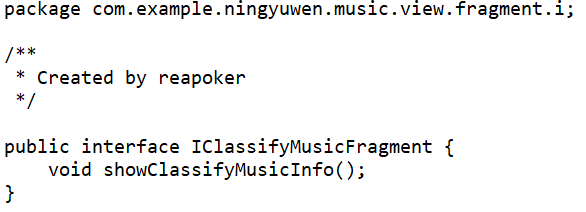 package com.example.ningyuwen.music.view.fragment.i;

/**
 * Created by reapoker
 */

public interface IClassifyMusicFragment {
    void showClassifyMusicInfo();
}